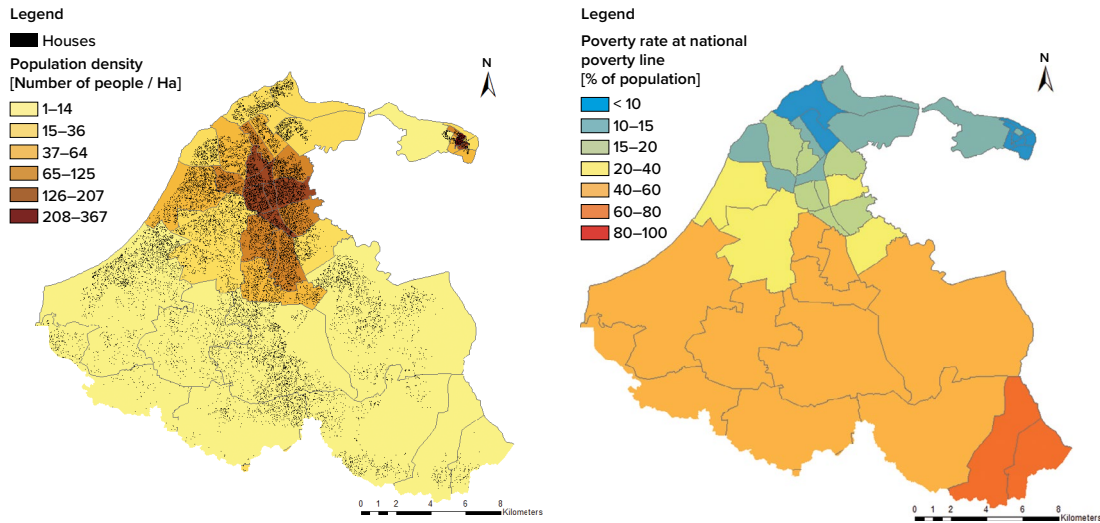 Legend
Houses
Population density
[Number of people / Ha]
1–14
15–36
37–64
65–125
126–207
208–367
N
0 1 2 4 6 8
Kilometers
Legend
Poverty rate at national
poverty line
[% of population]
< 10
10–15
15–20
20–40
40–60
60–80
80–100
N
0 1 2 4 6 8
Kilometers